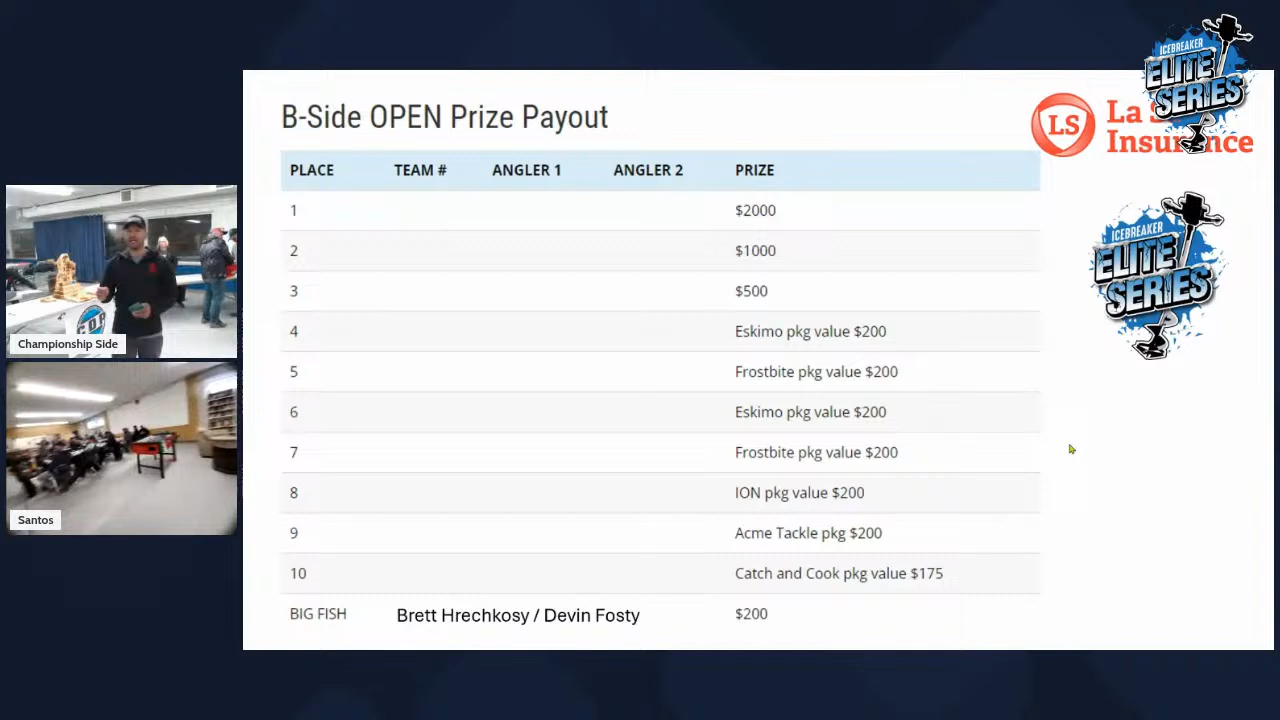 B-Side OPEN Prize Payout
PLACE TEAM # ANGLER 1 ANGLER 2 PRIZE
1 $2000
2 $1000
3 $500
4 Eskimo pkg value $200
5 Frostbite pkg value $200
6 Eskimo pkg value $200
7 Frostbite pkg value $200
8 ION pkg value $200
9 Acme Tackle pkg $200
10 Catch and Cook pkg value $175
BIG FISH Brett Hrechkosy / Devin Fosty $200
LS
La
Insurance
ICEBREAKER
ELITE
SERIES
ICEBREAKER
ELITE
SERIES
Championship Side
Santos